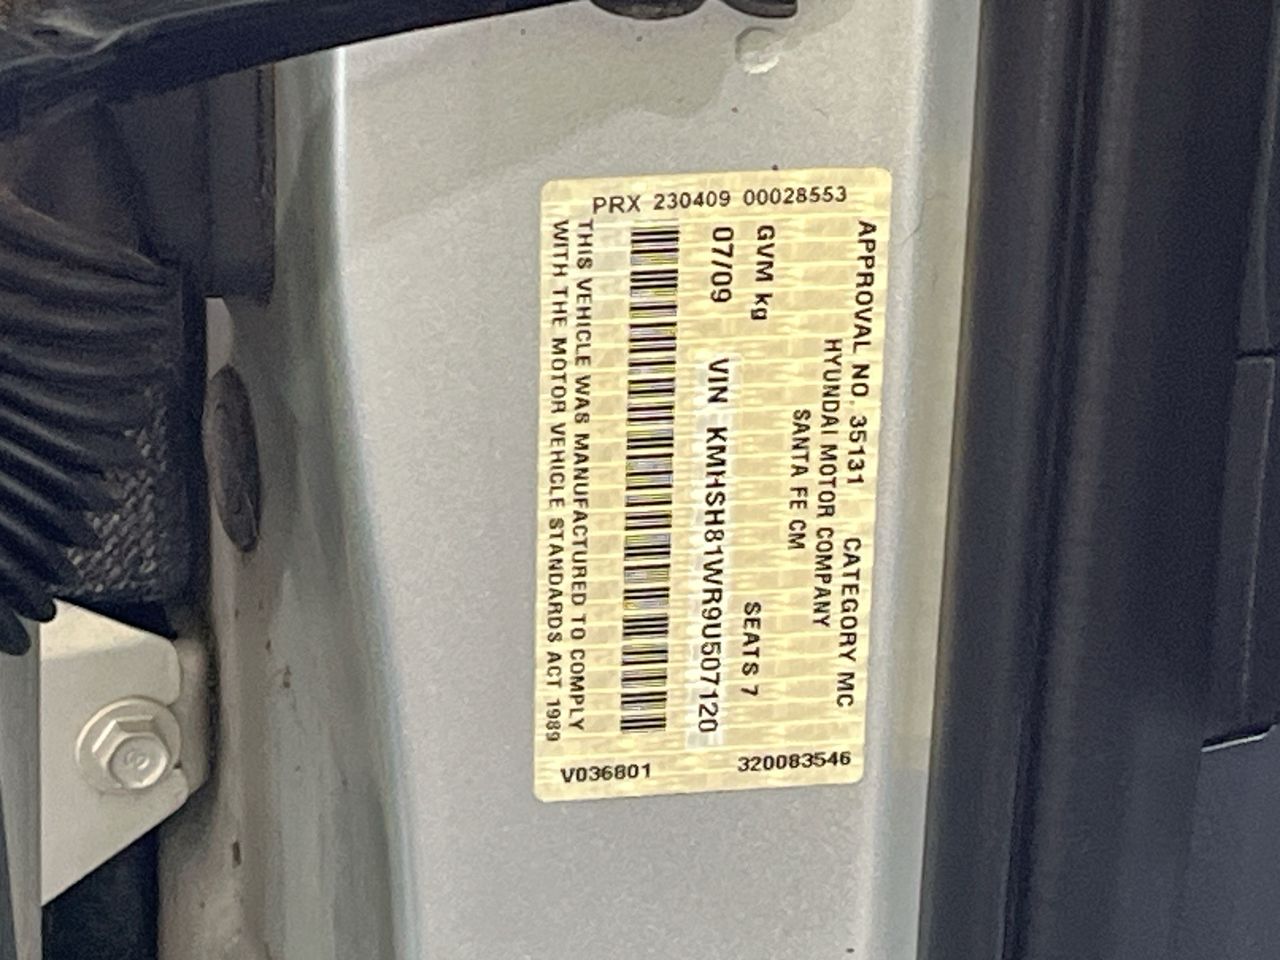 PRX 230409 00028553
APPROVAL NO. 35131 CATEGORY MC
HYUNDAI MOTOR COMPANY
SANTA FE CM
GVM kg SEATS 7
07/09 VIN KMHSH81WR9U507120
THIS VEHICLE WAS MANUFACTURED TO COMPLY
WITH THE MOTOR VEHICLE STANDARDS ACT 1989
V036801 320083546